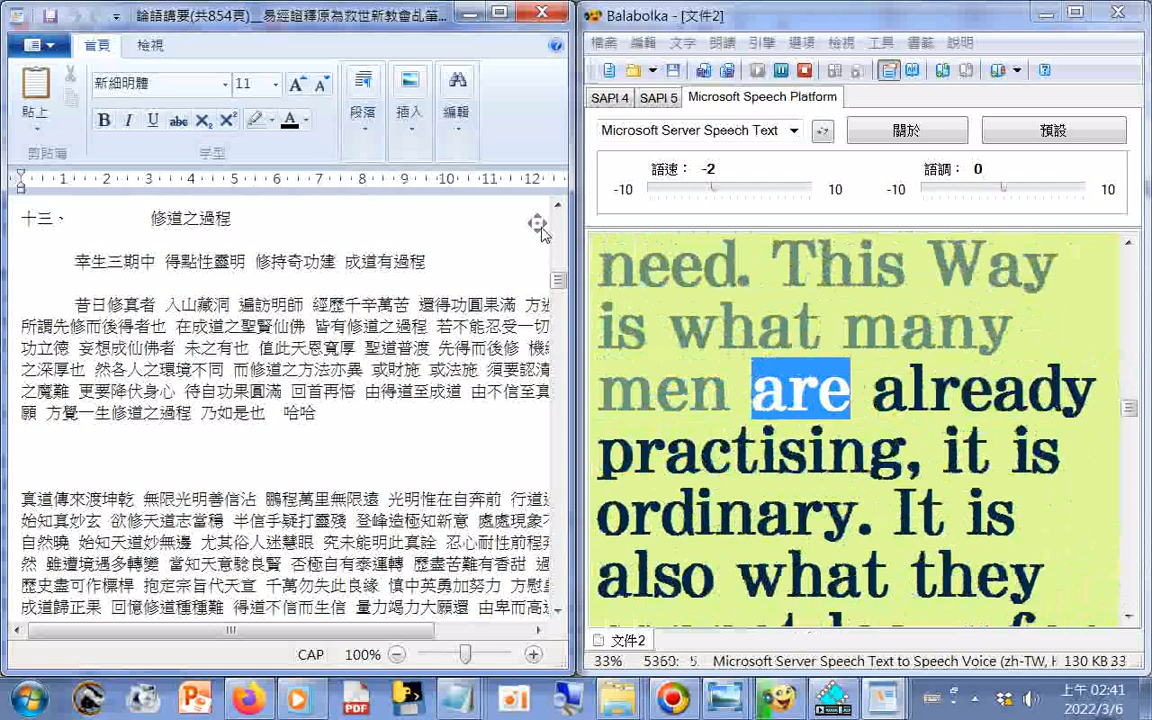 論語講要(共854頁)__易經證釋原為救世新教會乩筆...
首頁
檢視
貼上
剪貼簿
新細明體
11
B I U abc X₂ X² A
字型
段落
插入
編輯
1 2 3 4 5 6 7 8 9 10 11 12
十三、 修道之過程
幸生三期中 得點性靈明 修持奇功建 成道有過程
昔日修真者 入山藏洞 遍訪明師 經歷千辛萬苦 還得功圓果滿 方
所謂先修而後得者也 在成道之聖賢仙佛 皆有修道之過程 若不能忍受一切
功立德 妄想成仙佛者 未之有也 值此天恩寬厚 聖道普渡 先得而後修 機
之深厚也 然各人之環境不同 而修道之方法亦異 或財施 或法施 須要認清
之魔難 更要降伏身心 待自功果圓滿 回首再悟 由得道至成道 由不信至真
願 方覺一生修道之過程 乃如是也 哈哈
真道傳來渡坤乾 無限光明善信沾 鵬程萬里無限遠 光明惟在自奔前 行道
始知真妙玄 欲修天道志當穩 半信半疑打靈殘 登峰造極知新意 處處現象
自然曉 始知天道妙無邊 尤其俗人迷慧眼 究未能明此真詮 忍心耐性前程
然 雖遭境遇多轉變 當知天意驗良賢 否極自有泰運轉 歷盡苦難有香甜
歷史盡可作標桿 抱定宗旨代天宣 千萬勿失此良緣 慎中英勇加努力 方慰
成道歸正果 回憶修道種種難 得道不信而生信 量力竭力大願還 由卑而高
CAP 100%
Balabolka - [文件2]
檔案 編輯 文字 朗讀 引擎 選項 檢視 工具 書籤 說明
SAPI 4 SAPI 5 Microsoft Speech Platform
Microsoft Server Speech Text
關於
預設
語速： -2
語調： 0
-10 10 -10 10
need. This Way
is what many
men are already
practising, it is
ordinary. It is
also what they
文件2
33% 5360: 5. Microsoft Server Speech Text to Speech Voice (zh-TW, H 130 KB 33
上午 02:41
2022/3/6